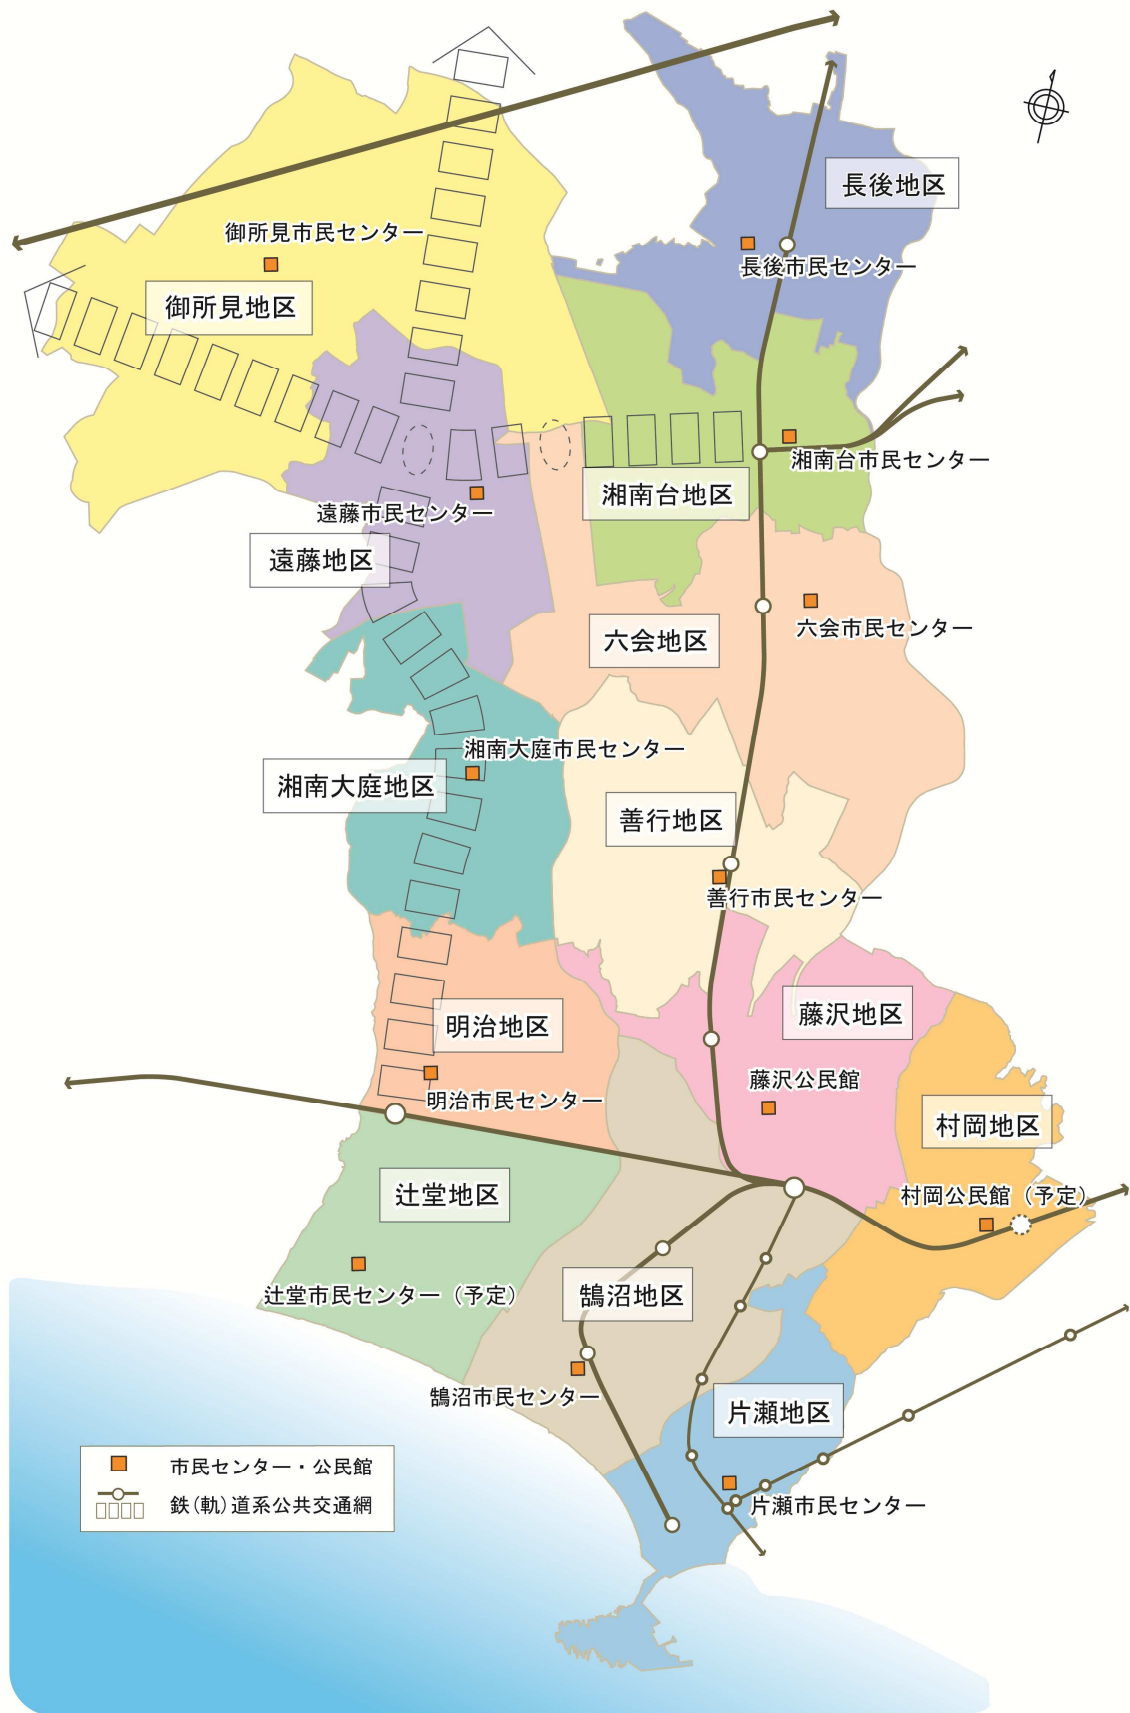 長後地区
御所見市民センター
長後市民センター
御所見地区
湘南台市民センター
湘南台地区
遠藤市民センター
遠藤地区
六会市民センター
六会地区
湘南大庭市民センター
湘南大庭地区
善行地区
善行市民センター
藤沢地区
明治地区
藤沢公民館
明治市民センター
村岡地区
辻堂地区
村岡公民館（予定）
辻堂市民センター（予定）
鵠沼地区
鵠沼市民センター
片瀬地区
片瀬市民センター
市民センター・公民館
鉄(軌)道系公共交通網